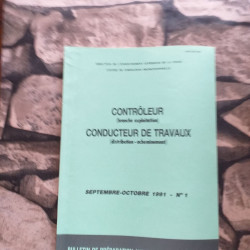 CONTRÔLEUR
(branche exploitation)
CONDUCTEUR DE TRAVAUX
(distribution - acheminement)
SEPTEMBRE-OCTOBRE 1991 - N° 1
BULLETIN DE PRÉPARATION